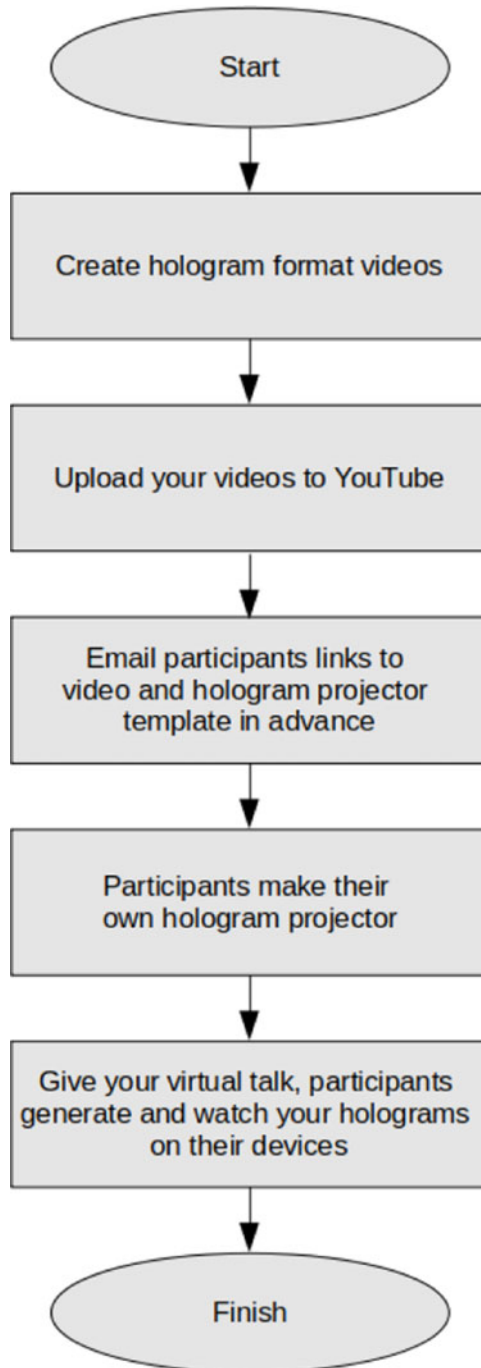 Start
Create hologram format videos
Upload your videos to YouTube
Email participants links to
video and hologram projector
template in advance
Participants make their
own hologram projector
Give your virtual talk, participants
generate and watch your holograms
on their devices
Finish